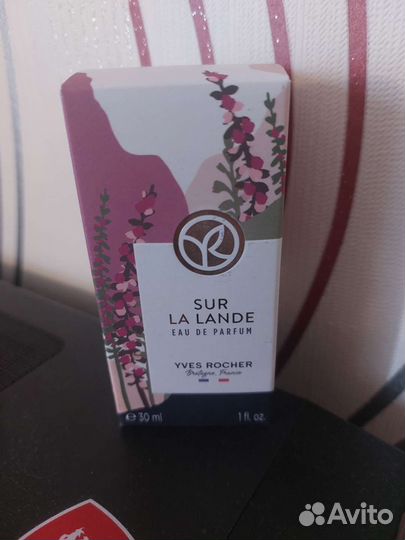 SUR
LA LANDE
EAU DE PARFUM
YVES ROCHER
Bretagne, France
e 30 ml 1 fl. oz.
Avito